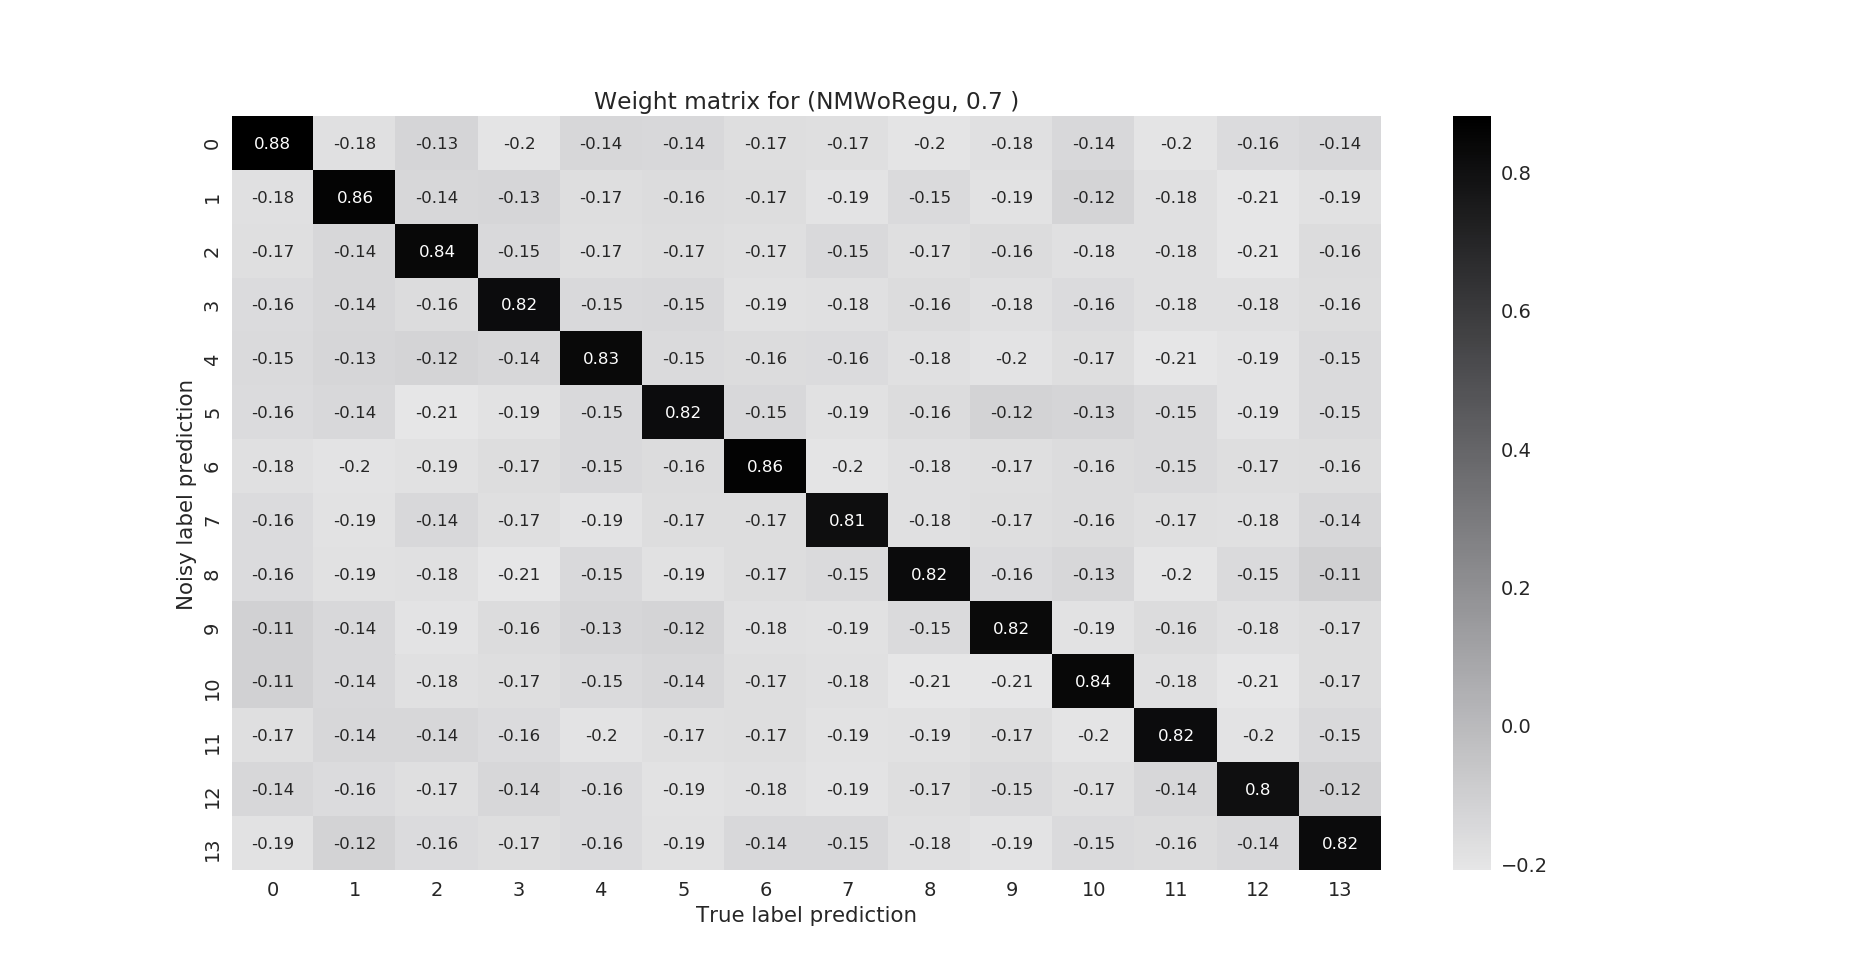 Weight matrix for (NMWoRegu, 0.7 )
0 0.88 -0.18 -0.13 -0.2 -0.14 -0.14 -0.17 -0.17 -0.2 -0.18 -0.14 -0.2 -0.16 -0.14
1 -0.18 0.86 -0.14 -0.13 -0.17 -0.16 -0.17 -0.19 -0.15 -0.19 -0.12 -0.18 -0.21 -0.19
2 -0.17 -0.14 0.84 -0.15 -0.17 -0.17 -0.17 -0.15 -0.17 -0.16 -0.18 -0.18 -0.21 -0.16
3 -0.16 -0.14 -0.16 0.82 -0.15 -0.15 -0.19 -0.18 -0.16 -0.18 -0.16 -0.18 -0.18 -0.16
4 -0.15 -0.13 -0.12 -0.14 0.83 -0.15 -0.16 -0.16 -0.18 -0.2 -0.17 -0.21 -0.19 -0.15
5 -0.16 -0.14 -0.21 -0.19 -0.15 0.82 -0.15 -0.19 -0.16 -0.12 -0.13 -0.15 -0.19 -0.15
6 -0.18 -0.2 -0.19 -0.17 -0.15 -0.16 0.86 -0.2 -0.18 -0.17 -0.16 -0.15 -0.17 -0.16
7 -0.16 -0.19 -0.14 -0.17 -0.19 -0.17 -0.17 0.81 -0.18 -0.17 -0.16 -0.17 -0.18 -0.14
8 -0.16 -0.19 -0.18 -0.21 -0.15 -0.19 -0.17 -0.15 0.82 -0.16 -0.13 -0.2 -0.15 -0.11
9 -0.11 -0.14 -0.19 -0.16 -0.13 -0.12 -0.18 -0.19 -0.15 0.82 -0.19 -0.16 -0.18 -0.17
10 -0.11 -0.14 -0.18 -0.17 -0.15 -0.14 -0.17 -0.18 -0.21 -0.21 0.84 -0.18 -0.21 -0.17
11 -0.17 -0.14 -0.14 -0.16 -0.2 -0.17 -0.17 -0.19 -0.19 -0.17 -0.2 0.82 -0.2 -0.15
12 -0.14 -0.16 -0.17 -0.14 -0.16 -0.19 -0.18 -0.19 -0.17 -0.15 -0.17 -0.14 0.8 -0.12
13 -0.19 -0.12 -0.16 -0.17 -0.16 -0.19 -0.14 -0.15 -0.18 -0.19 -0.15 -0.16 -0.14 0.82
0 1 2 3 4 5 6 7 8 9 10 11 12 13
True label prediction
Noisy label prediction
0.8
0.6
0.4
0.2
0.0
−0.2